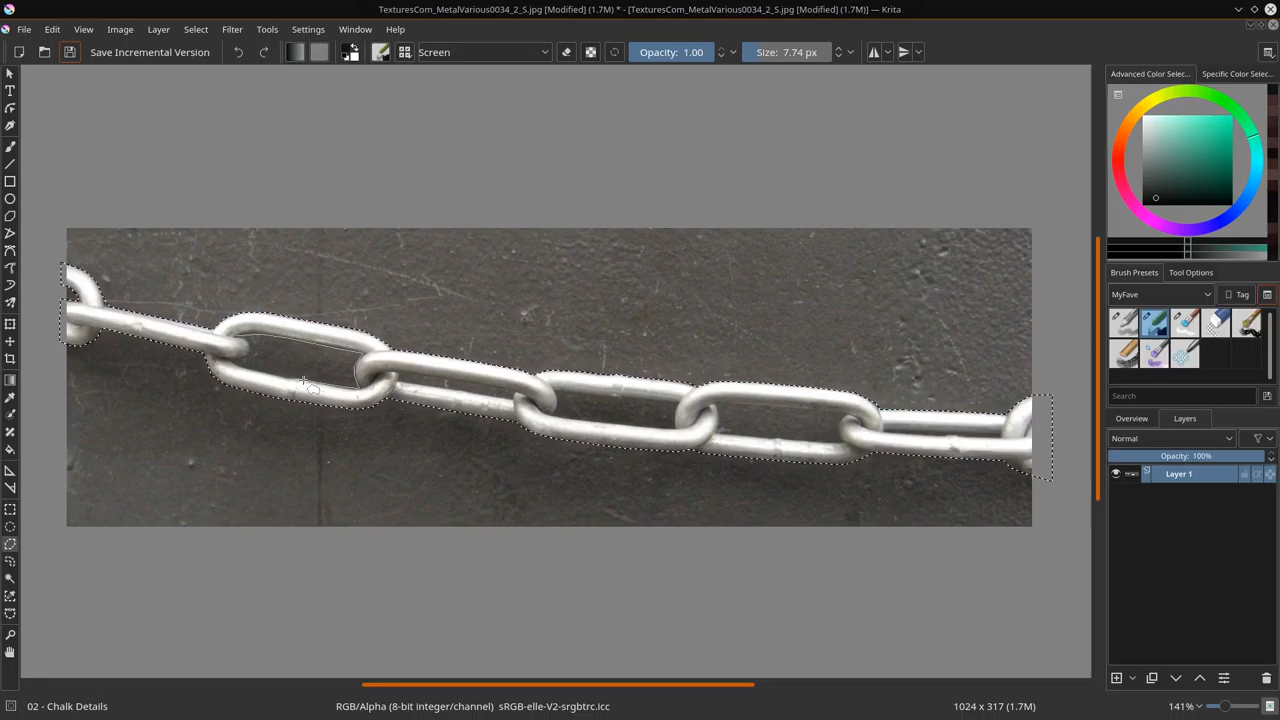 TexturesCom_MetalVarious0034_2_S.jpg [Modified] (1.7M) * - [TexturesCom_MetalVarious0034_2_S.jpg [Modified] (1.7M)] — Krita
File Edit View Image Layer Select Filter Tools Settings Window Help
Save Incremental Version Screen Opacity: 1.00 Size: 7.74 px
Advanced Color Selec... Specific Color Selec...
Brush Presets Tool Options
MyFave Tag
Search
Overview Layers
Normal
Opacity: 100%
Layer 1
02 - Chalk Details RGB/Alpha (8-bit integer/channel) sRGB-elle-V2-srgbtrc.icc 1024 x 317 (1.7M) 141%